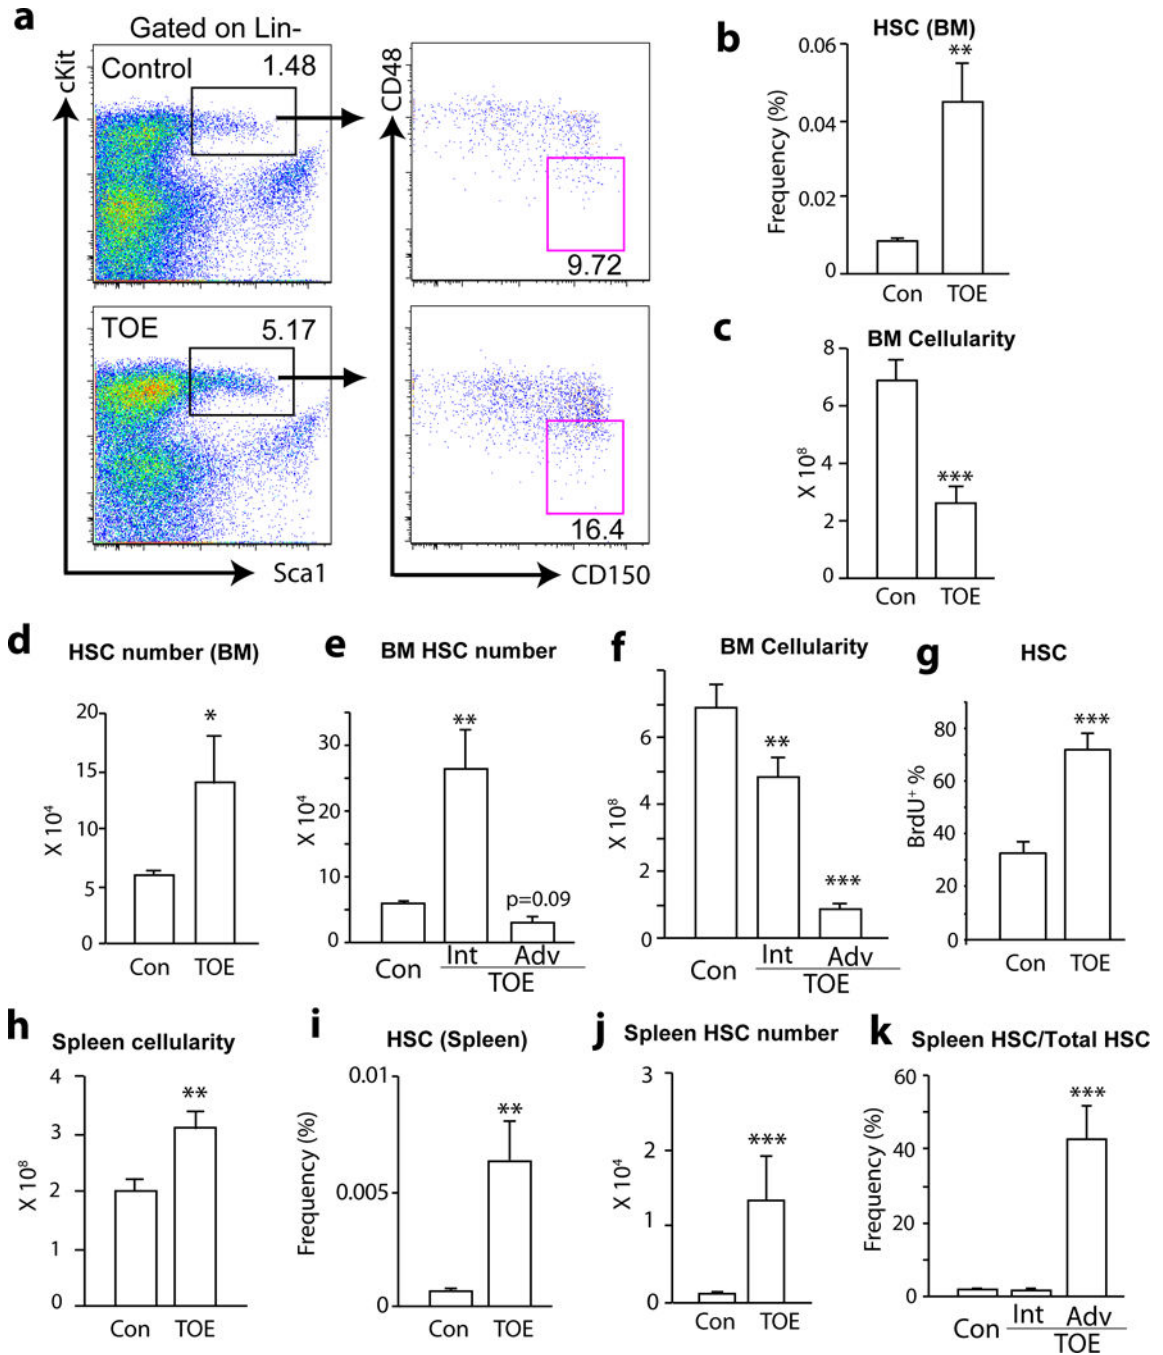 a
Gated on Lin-
cKit
Control
1.48
CD48
9.72
TOE
5.17
16.4
Sca1
CD150
b
HSC (BM)
**
Frequency (%)
0.06
0.04
0.02
0
Con TOE
c
BM Cellularity
***
X 10⁸
8
6
4
2
0
Con TOE
d
HSC number (BM)
*
X 10⁴
20
15
10
5
0
Con TOE
e
BM HSC number
**
p=0.09
X 10⁴
30
20
10
0
Con Int Adv
TOE
f
BM Cellularity
**
***
X 10⁸
6
4
2
0
Con Int Adv
TOE
g
HSC
***
BrdU⁺ %
80
60
40
20
0
Con TOE
h
Spleen cellularity
**
X 10⁸
4
3
2
1
0
Con TOE
i
HSC (Spleen)
**
Frequency (%)
0.01
0.005
0
Con TOE
j
Spleen HSC number
***
X 10⁴
3
2
1
0
Con TOE
k
Spleen HSC/Total HSC
***
Frequency (%)
60
40
20
0
Con Int Adv
TOE